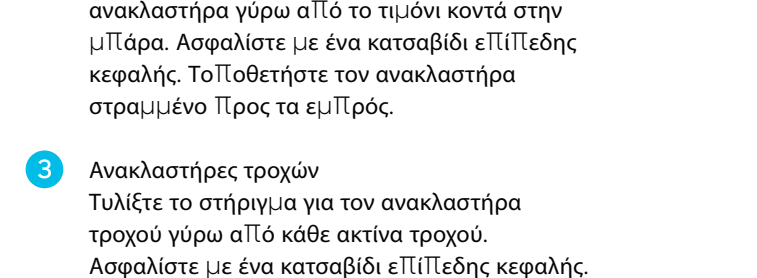 ανακλαστήρα γύρω από το τιμόνι κοντά στην
μπάρα. Ασφαλίστε με ένα κατσαβίδι επίπεδης
κεφαλής. Τοποθετήστε τον ανακλαστήρα
στραμμένο προς τα εμπρός.
3 Ανακλαστήρες τροχών
Τυλίξτε το στήριγμα για τον ανακλαστήρα
τροχού γύρω από κάθε ακτίνα τροχού.
Ασφαλίστε με ένα κατσαβίδι επίπεδης κεφαλής.